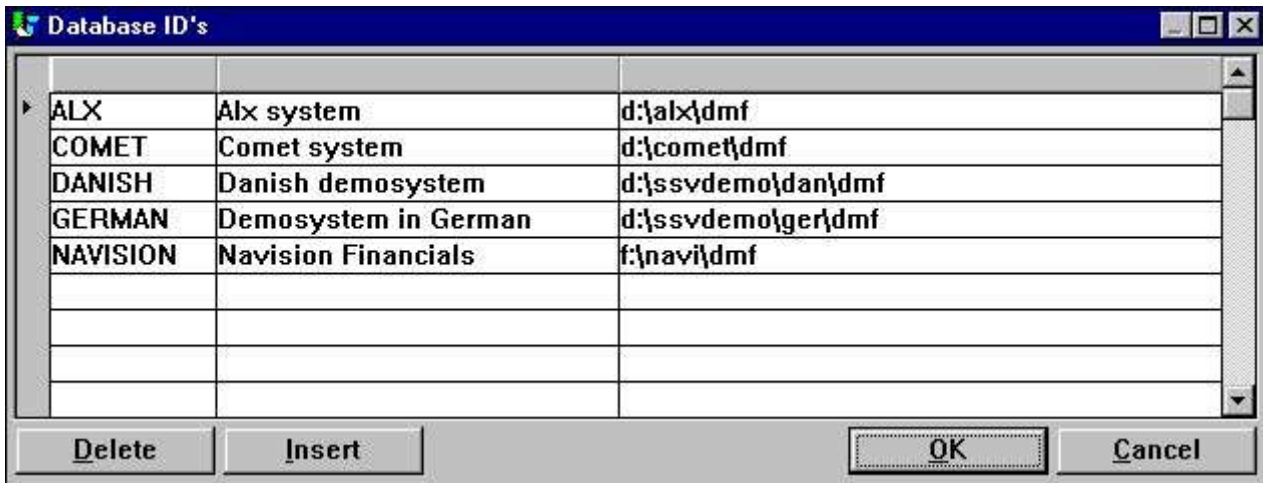 Database ID's
ALX Alx system d:\alx\dmf
COMET Comet system d:\comet\dmf
DANISH Danish demosystem d:\ssvdemo\dan\dmf
GERMAN Demosystem in German d:\ssvdemo\ger\dmf
NAVISION Navision Financials f:\navi\dmf
Delete Insert OK Cancel